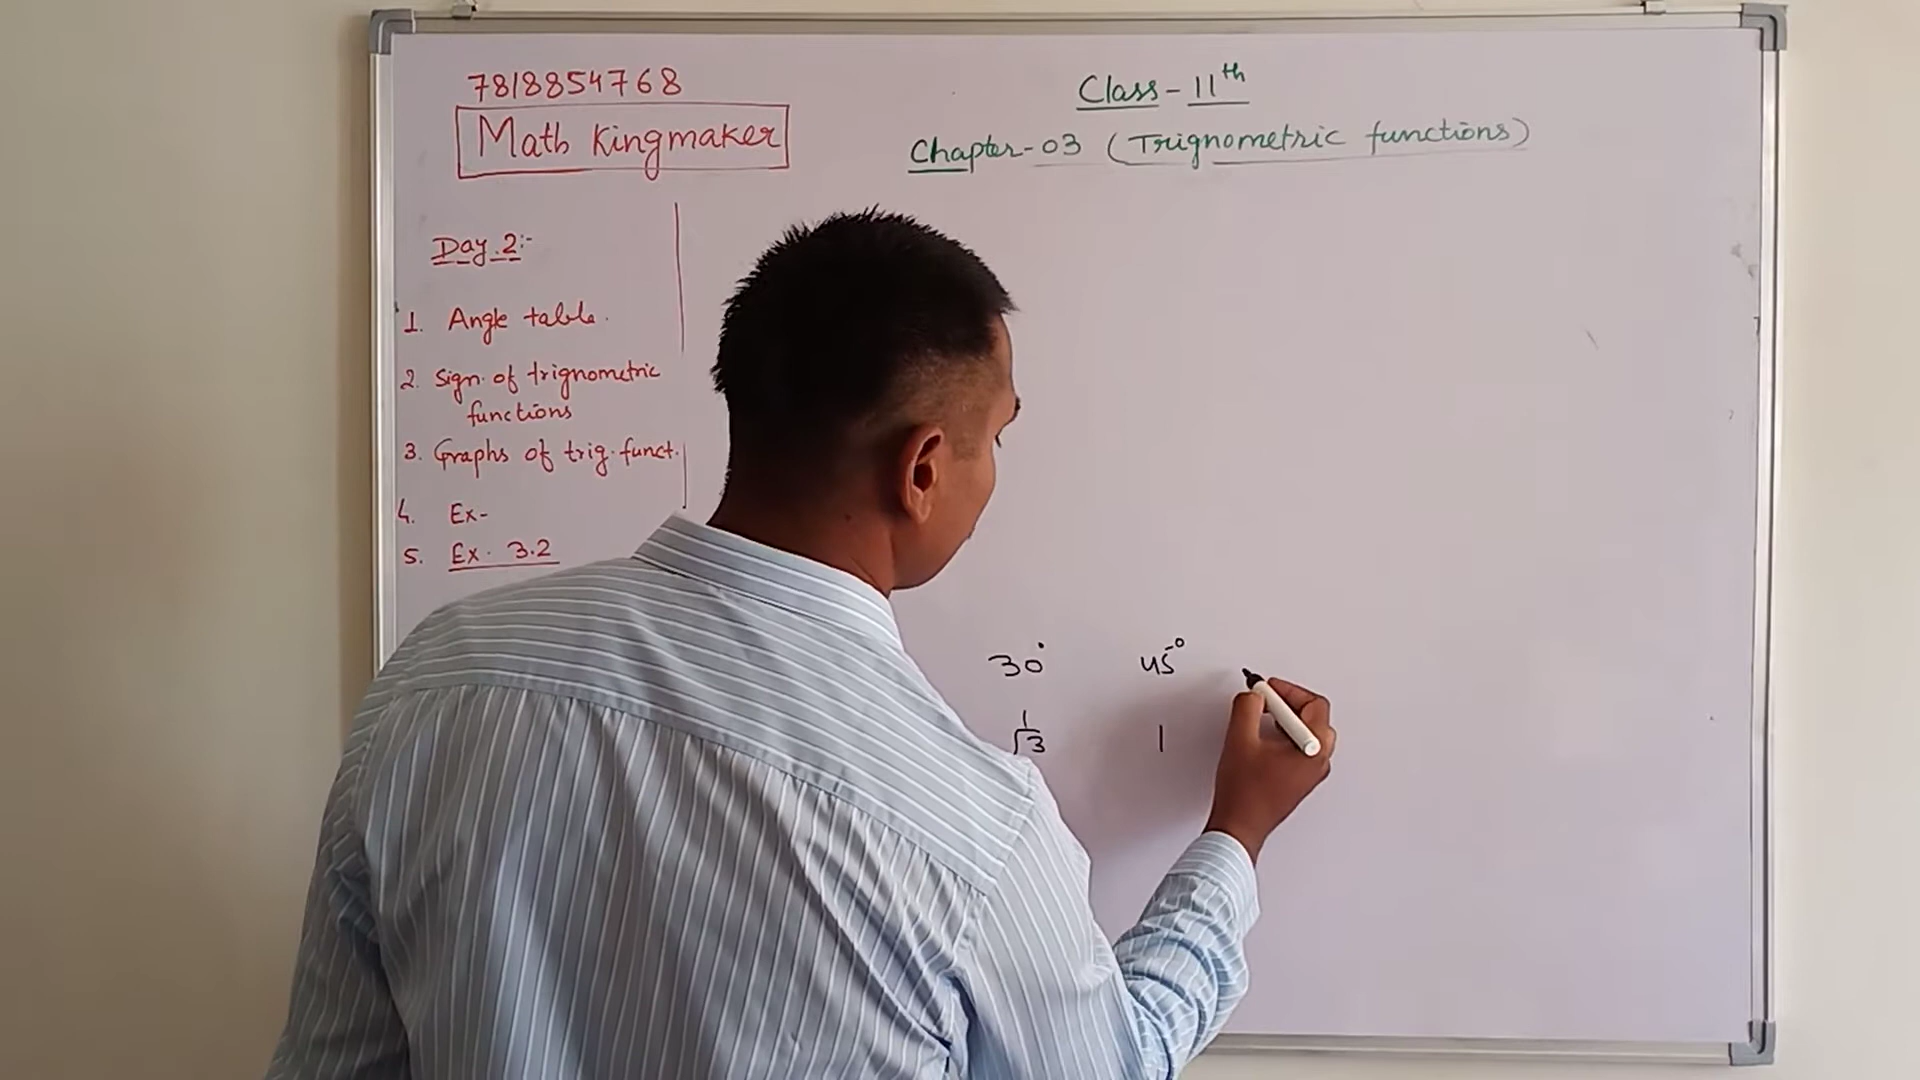 7818854768
Math Kingmaker
Class - 11th
Chapter-03 (Trignometric functions)
Day.2:-
1. Angle table.
2. Sign. of trignometric
functions
3. Graphs of trig. funct.
4. Ex-
5. Ex. 3.2
30° 45°
1/√3 1